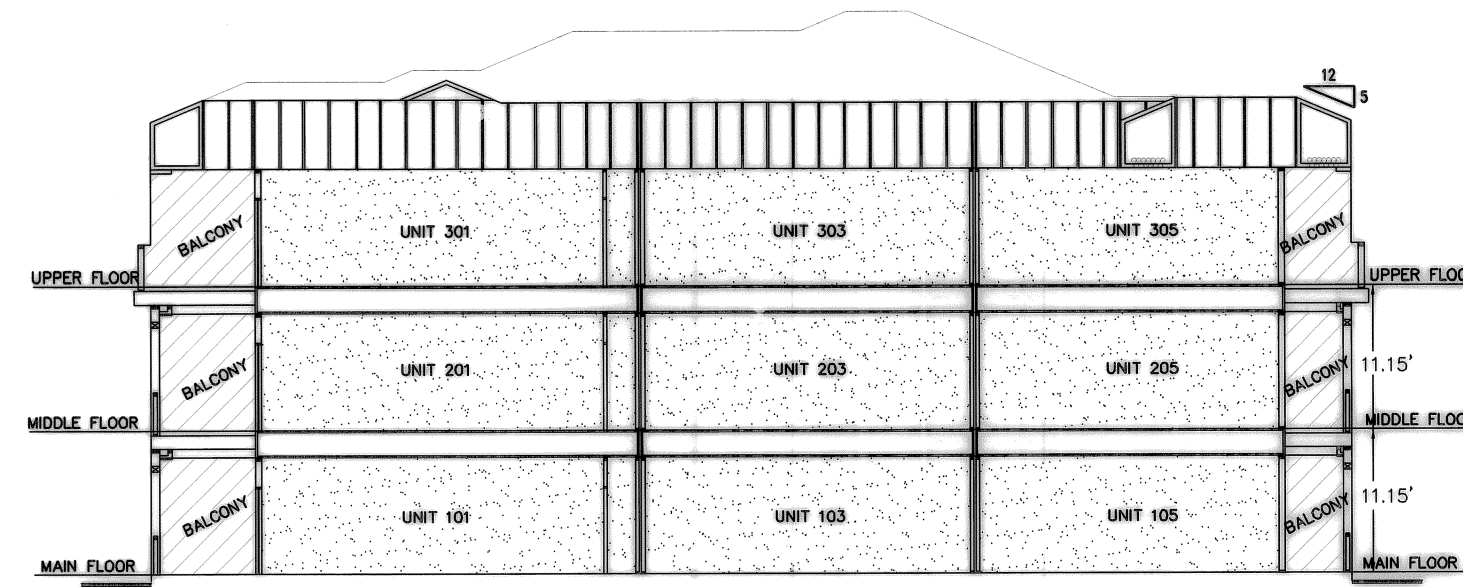 12
5
BALCONY
UNIT 301
UNIT 303
UNIT 305
BALCONY
UPPER FLOOR
UPPER FLOO
BALCONY
UNIT 201
UNIT 203
UNIT 205
BALCONY
11.15'
MIDDLE FLOOR
MIDDLE FLOO
BALCONY
UNIT 101
UNIT 103
UNIT 105
BALCONY
11.15'
MAIN FLOOR
MAIN FLOOR